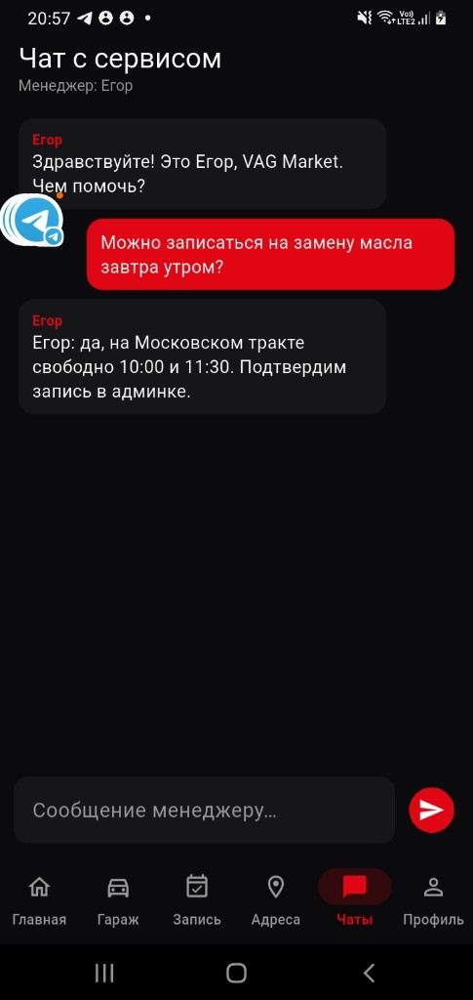 20:57
Vo)) LTE2
Чат с сервисом
Менеджер: Егор
Егор
Здравствуйте! Это Егор, VAG Market.
Чем помочь?
Можно записаться на замену масла
завтра утром?
Егор
Егор: да, на Московском тракте
свободно 10:00 и 11:30. Подтвердим
запись в админке.
Сообщение менеджеру...
Главная Гараж Запись Адреса Чаты Профиль